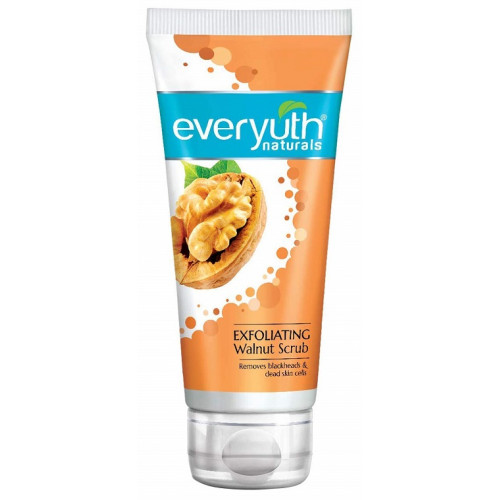 everyuth®
naturals
EXFOLIATING
Walnut Scrub
Removes blackheads &
dead skin cells